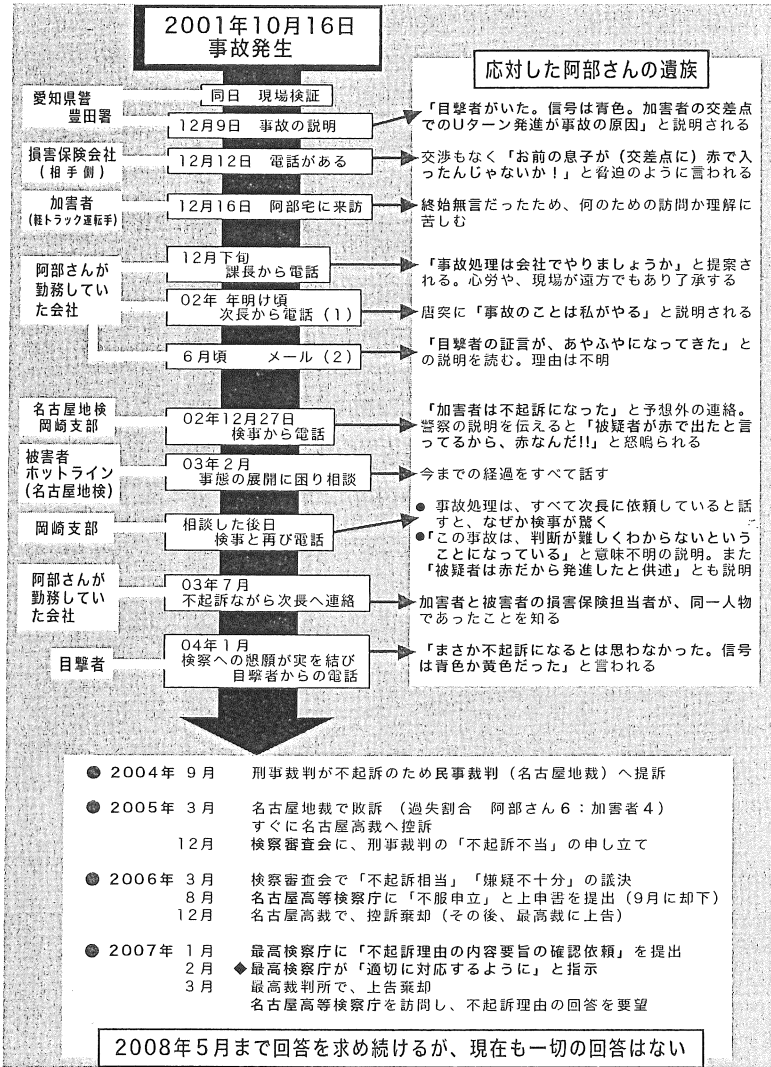 2001年10月16日
事故発生
応対した阿部さんの遺族
愛知県警
豊田署
同日 現場検証
12月9日 事故の説明
「目撃者がいた。信号は青色。加害者の交差点
でのUターン発進が事故の原因」と説明される
損害保険会社
(相手側)
12月12日 電話がある
交渉もなく「お前の息子が(交差点に)赤で入
ったんじゃないか!」と脅迫のように言われる
加害者
(軽トラック運転手)
12月16日 阿部宅に来訪
終始無言だったため、何のための訪問か理解に
苦しむ
阿部さんが
勤務してい
た会社
12月下旬
課長から電話
「事故処理は会社でやりましょうか」と提案さ
れる。心労や、現場が遠方でもあり了承する
02年 年明け頃
次長から電話(1)
唐突に「事故のことは私がやる」と説明される
6月頃 メール(2)
「目撃者の証言が、あやふやになってきた」と
の説明を読む。理由は不明
名古屋地検
岡崎支部
02年12月27日
検事から電話
「加害者は不起訴になった」と予想外の連絡。
警察の説明を伝えると「被疑者が赤で出たと言
ってるから、赤なんだ!!」と怒鳴られる
被害者
ホットライン
(名古屋地検)
03年2月
事態の展開に困り相談
今までの経過をすべて話す
岡崎支部
相談した後日
検事と再び電話
● 事故処理は、すべて次長に依頼していると話
すと、なぜか検事が驚く
●「この事故は、判断が難しくわからないという
ことになっている」と意味不明の説明。また
「被疑者は赤だから発進したと供述」とも説明
阿部さんが
勤務してい
た会社
03年7月
不起訴ながら次長へ連絡
加害者と被害者の損害保険担当者が、同一人物
であったことを知る
目撃者
04年1月
検察への懇願が実を結び
目撃者からの電話
「まさか不起訴になるとは思わなかった。信号
は青色か黄色だった」と言われる
● 2004年 9月 刑事裁判が不起訴のため民事裁判(名古屋地裁)へ提訴
● 2005年 3月 名古屋地裁で敗訴 (過失割合 阿部さん6:加害者4)
すぐに名古屋高裁へ控訴
12月 検察審査会に、刑事裁判の「不起訴不当」の申し立て
● 2006年 3月 検察審査会で「不起訴相当」「嫌疑不十分」の議決
8月 名古屋高等検察庁に「不服申立」と上申書を提出(9月に却下)
12月 名古屋高裁で、控訴棄却(その後、最高裁に上告)
● 2007年 1月 最高検察庁に「不起訴理由の内容要旨の確認依頼」を提出
2月 ◆最高検察庁が「適切に対応するように」と指示
3月 最高裁判所で、上告棄却
名古屋高等検察庁を訪問し、不起訴理由の回答を要望
2008年5月まで回答を求め続けるが、現在も一切の回答はない